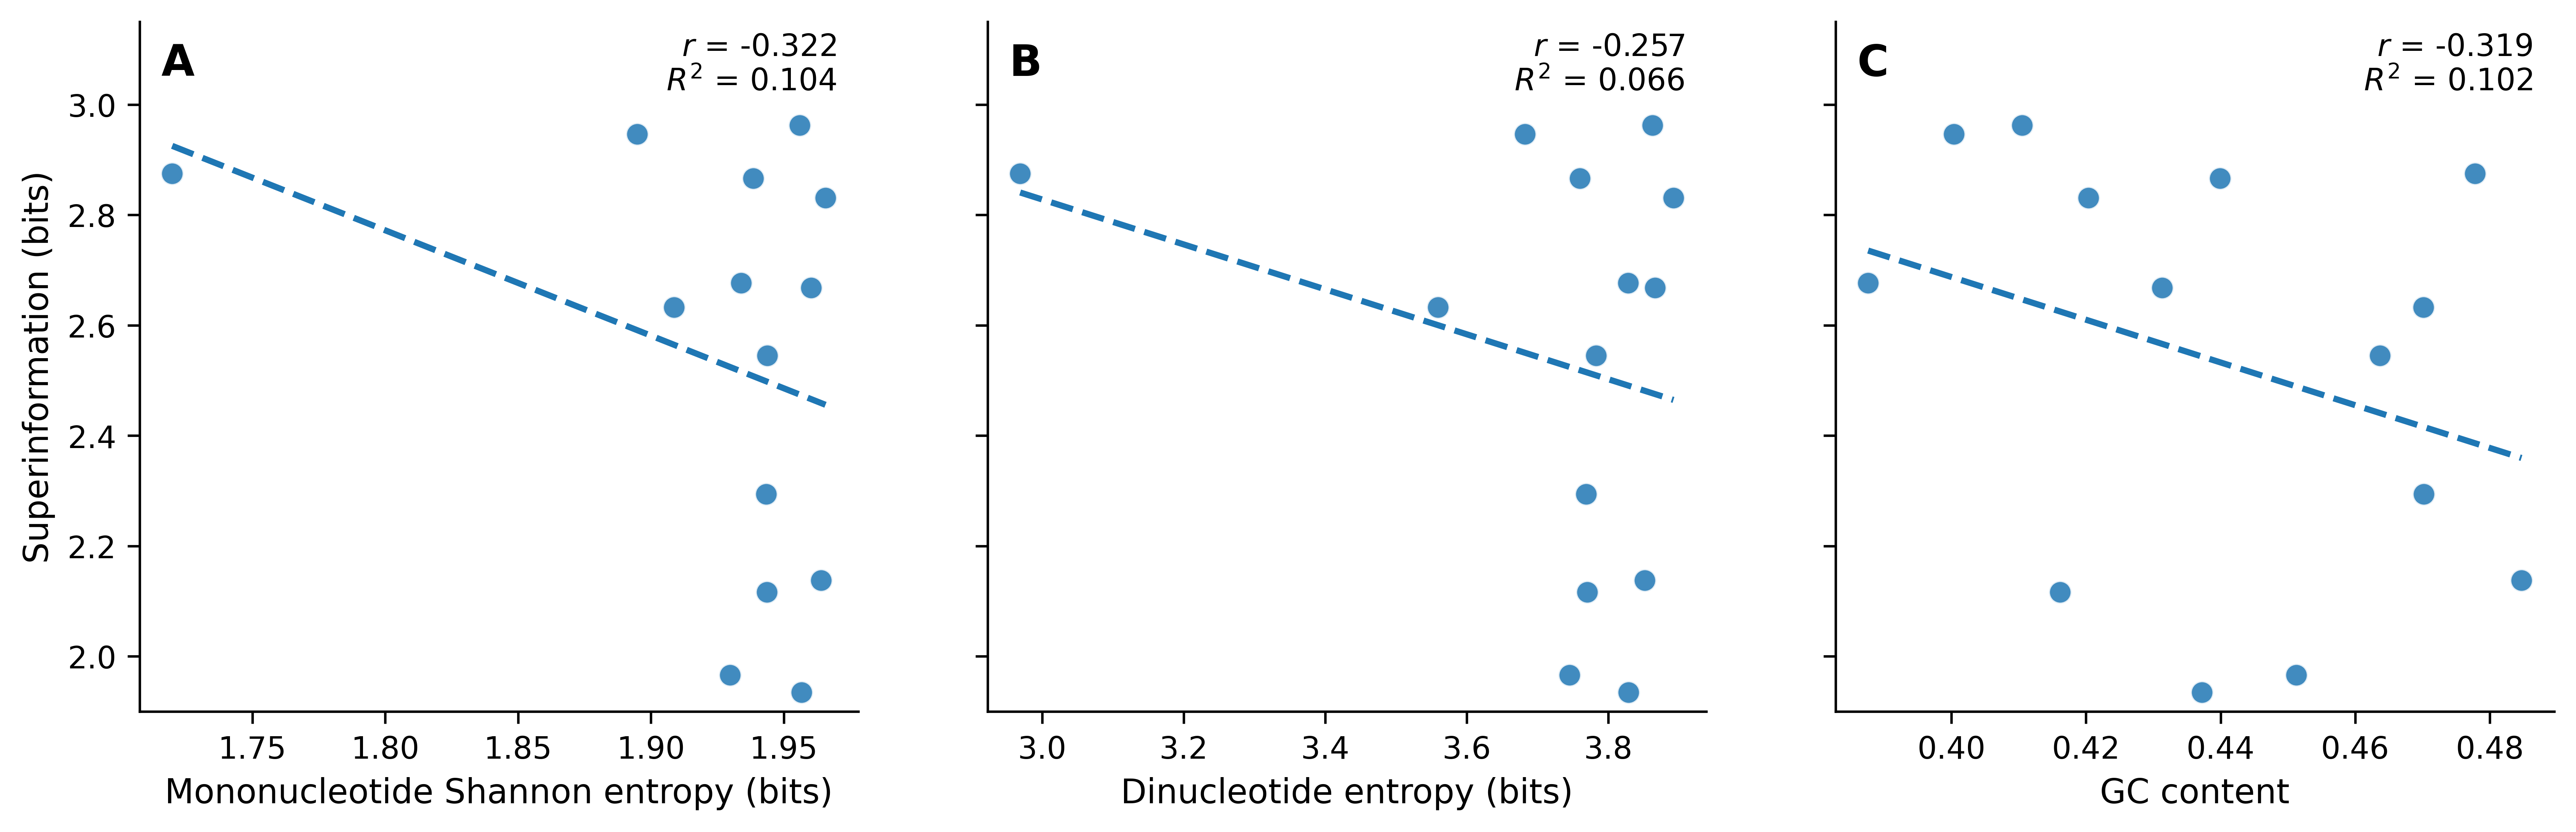 A
r = -0.322
R² = 0.104
B
r = -0.257
R² = 0.066
C
r = -0.319
R² = 0.102
Superinformation (bits)
3.0
2.8
2.6
2.4
2.2
2.0
1.75 1.80 1.85 1.90 1.95
Mononucleotide Shannon entropy (bits)
3.0 3.2 3.4 3.6 3.8
Dinucleotide entropy (bits)
0.40 0.42 0.44 0.46 0.48
GC content